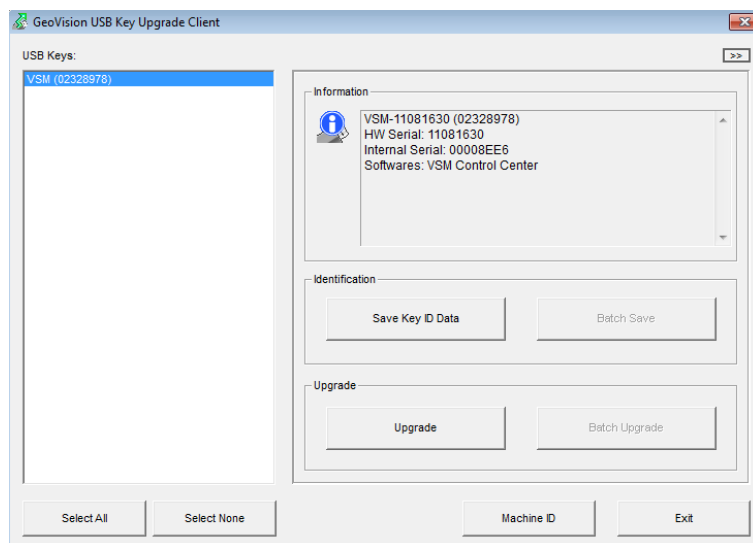 GeoVision USB Key Upgrade Client
USB Keys:
>>
VSM (02328978)
Information
VSM-11081630 (02328978)
HW Serial: 11081630
Internal Serial: 00008EE6
Softwares: VSM Control Center
Identification
Save Key ID Data
Batch Save
Upgrade
Upgrade
Batch Upgrade
Select All
Select None
Machine ID
Exit